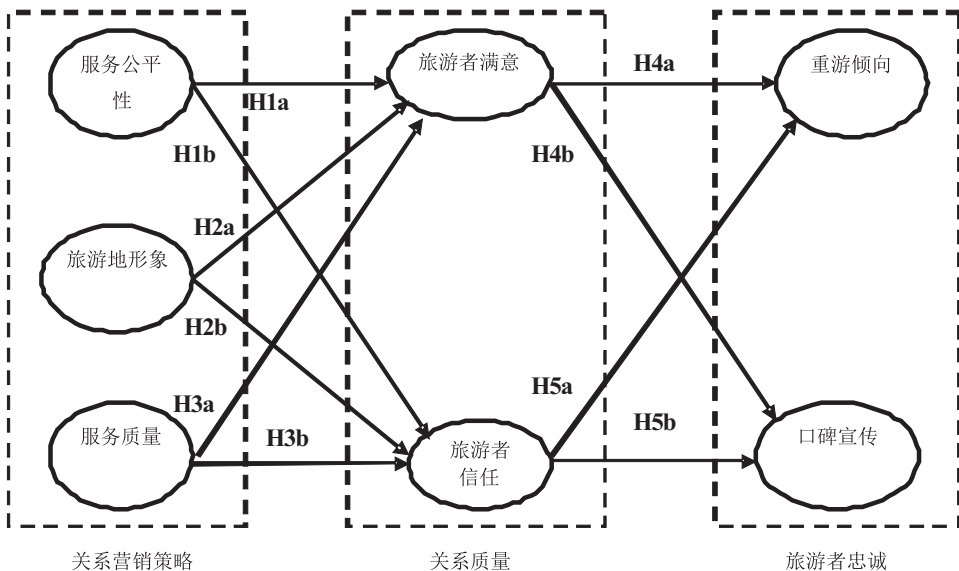 服务公平
性
旅游者满意
重游倾向
H1a
H4a
H1b
H4b
旅游地形象
H2a
H2b
H3a
H5a
服务质量
H3b
旅游者
信任
H5b
口碑宣传
关系营销策略
关系质量
旅游者忠诚